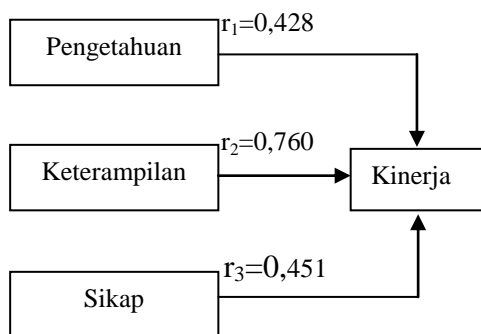 Pengetahuan
r₁=0,428
Keterampilan
r₂=0,760
Kinerja
Sikap
r₃=0,451